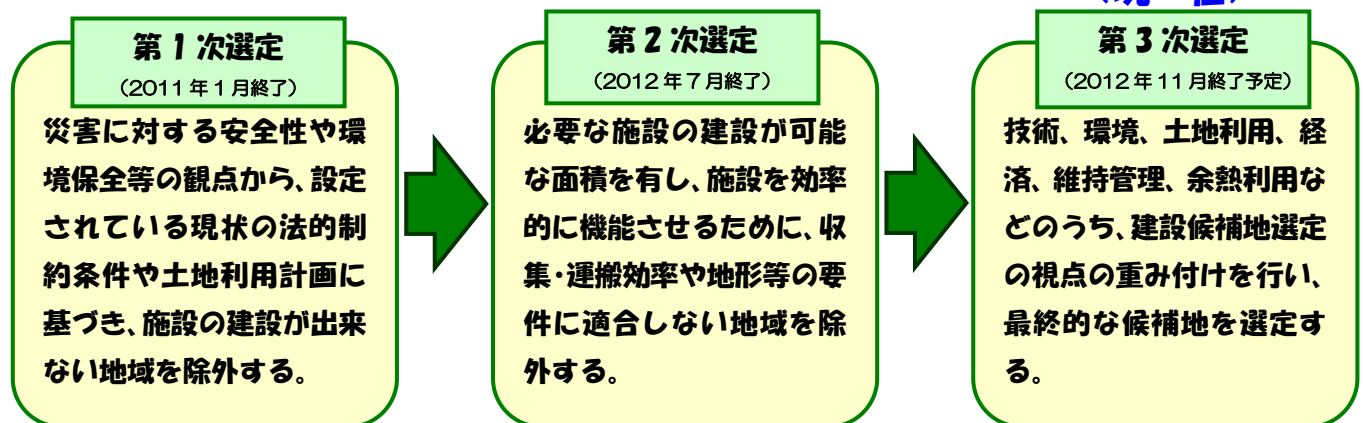 第1次選定
(2011年1月終了)
災害に対する安全性や環
境保全等の観点から、設定
されている現状の法的制
約条件や土地利用計画に
基づき、施設の建設が出来
ない地域を除外する。
第2次選定
(2012年7月終了)
必要な施設の建設が可能
な面積を有し、施設を効率
的に機能させるために、収
集・運搬効率や地形等の要
件に適合しない地域を除
外する。
第3次選定
(2012年11月終了予定)
技術、環境、土地利用、経
済、維持管理、余熱利用な
どのうち、建設候補地選定
の視点の重み付けを行い、
最終的な候補地を選定す
る。